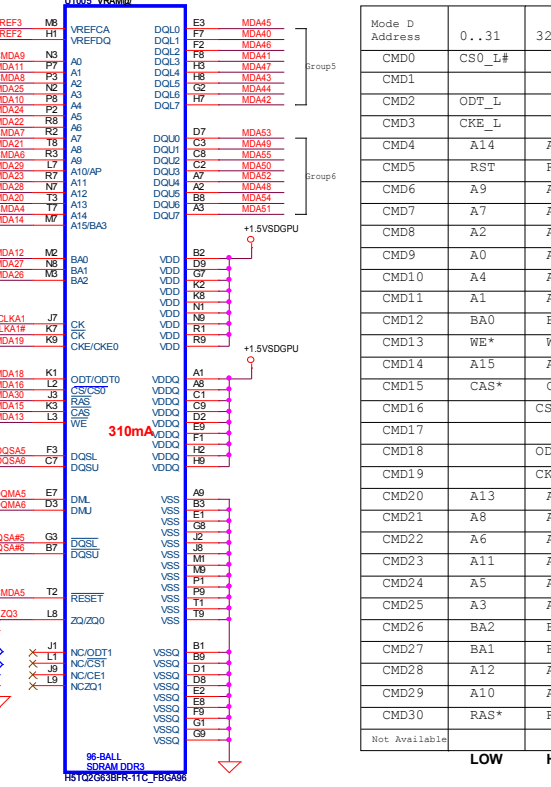 U1005 VRAM@
REF3 M8 VREFCA
REF2 H1 VREFDQ
MDA9 N3 A0
MDA11 P7 A1
MDA8 P3 A2
MDA25 N2 A3
MDA10 P8 A4
MDA24 P2 A5
MDA22 R8 A6
MDA7 R2 A7
MDA21 T8 A8
MDA6 R3 A9
MDA29 L7 A10/AP
MDA23 R7 A11
MDA28 N7 A12
MDA20 T3 A13
MDA4 T7 A14
MDA14 M7 A15/BA3
MDA12 M2 BA0
MDA27 N8 BA1
MDA26 M3 BA2
CLKA1 J7 CK
LKA1# K7 CK
MDA19 K9 CKE/CKE0
MDA18 K1 ODT/ODT0
MDA16 L2 CS/CS0
MDA30 J3 RAS
MDA15 K3 CAS
MDA13 L3 WE
DQSA5 F3 DQSL
DQSA6 C7 DQSU
DQMA5 E7 DML
DQMA6 D3 DMU
QSA#5 G3 DQSL
QSA#6 B7 DQSU
MDA5 T2 RESET
ZQ3 L8 ZQ/ZQ0
J1 NC/ODT1
L1 NC/CS1
J9 NC/CE1
L9 NCZQ1
DQL0 E3 MDA45
DQL1 F7 MDA40
DQL2 F2 MDA46
DQL3 F8 MDA41
DQL4 H3 MDA47
DQL5 H8 MDA43
DQL6 G2 MDA44
DQL7 H7 MDA42
Group5
DQU0 D7 MDA53
DQU1 C3 MDA49
DQU2 C8 MDA55
DQU3 C2 MDA50
DQU4 A7 MDA52
DQU5 A2 MDA48
DQU6 B8 MDA54
DQU7 A3 MDA51
Group6
+1.5VSDGPU
VDD B2
VDD D9
VDD G7
VDD K2
VDD K8
VDD N1
VDD N9
VDD R1
VDD R9
+1.5VSDGPU
VDDQ A1
VDDQ A8
VDDQ C1
VDDQ C9
VDDQ D2
VDDQ E9
VDDQ F1
VDDQ H2
VDDQ H9
310mA
VSS A9
VSS B3
VSS E1
VSS G8
VSS J2
VSS J8
VSS M1
VSS M9
VSS P1
VSS P9
VSS T1
VSS T9
VSSQ B1
VSSQ B9
VSSQ D1
VSSQ D8
VSSQ E2
VSSQ E8
VSSQ F9
VSSQ G1
VSSQ G9
96-BALL
SDRAM DDR3
H5TQ2G63BFR-11C_FBGA96
Mode D
Address 0..31 32
CMD0 CS0_L#
CMD1
CMD2 ODT_L
CMD3 CKE_L
CMD4 A14 A
CMD5 RST R
CMD6 A9 A
CMD7 A7 A
CMD8 A2 A
CMD9 A0 A
CMD10 A4 A
CMD11 A1 A
CMD12 BA0 B
CMD13 WE* W
CMD14 A15 A
CMD15 CAS* C
CMD16 CS
CMD17
CMD18 OD
CMD19 CK
CMD20 A13 A
CMD21 A8 A
CMD22 A6 A
CMD23 A11 A
CMD24 A5 A
CMD25 A3 A
CMD26 BA2 B
CMD27 BA1 B
CMD28 A12 A
CMD29 A10 A
CMD30 RAS* R
Not Available
LOW H